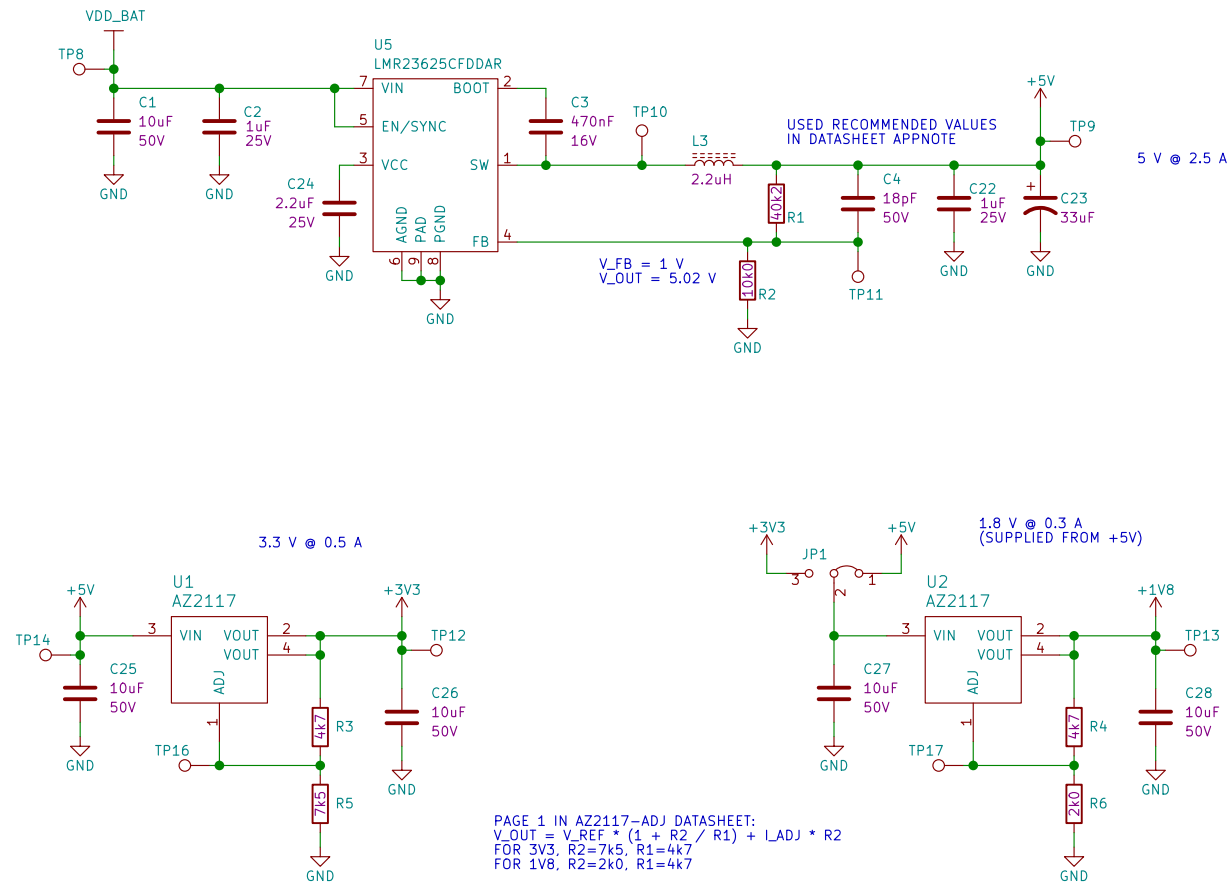 VDD_BAT
TP8
U5
LMR23625CFDDAR
7
VIN
BOOT
2
5
EN/SYNC
3
VCC
SW
1
AGND
PAD
PGND
FB
4
6
9
8
GND
C1
10uF
50V
GND
C2
1uF
25V
GND
C24
2.2uF
25V
GND
C3
470nF
16V
TP10
L3
2.2uH
USED RECOMMENDED VALUES
IN DATASHEET APPNOTE
+5V
TP9
5 V @ 2.5 A
40k2
R1
C4
18pF
50V
C22
1uF
25V
GND
+
C23
33uF
GND
V_FB = 1 V
V_OUT = 5.02 V
10k0
R2
GND
TP11
3.3 V @ 0.5 A
+5V
TP14
C25
10uF
50V
GND
U1
AZ2117
3
VIN
VOUT
2
VOUT
4
ADJ
1
TP16
+3V3
TP12
C26
10uF
50V
GND
4k7
R3
7k5
R5
GND
+3V3
+5V
JP1
3
2
1
1.8 V @ 0.3 A
(SUPPLIED FROM +5V)
C27
10uF
50V
GND
U2
AZ2117
3
VIN
VOUT
2
VOUT
4
ADJ
1
TP17
+1V8
TP13
C28
10uF
50V
GND
4k7
R4
2k0
R6
GND
PAGE 1 IN AZ2117-ADJ DATASHEET:
V_OUT = V_REF * (1 + R2 / R1) + I_ADJ * R2
FOR 3V3, R2=7k5, R1=4k7
FOR 1V8, R2=2k0, R1=4k7